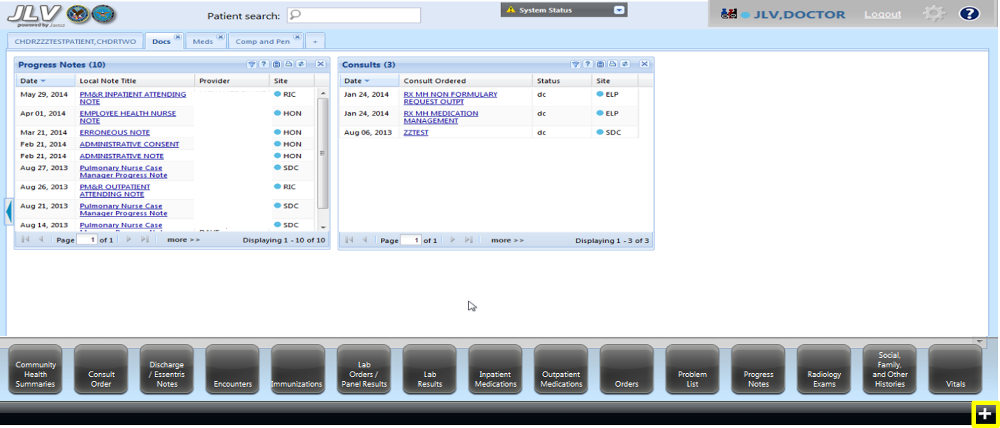 JLV
powered by Janus
Patient search:
System Status
JLV,DOCTOR
Logout
?
CHDRZZZTESTPATIENT,CHDRTWO
Docs
Meds
Comp and Pen
+
Progress Notes (10)
Date Local Note Title Provider Site
May 29, 2014 PM&R INPATIENT ATTENDING NOTE RIC
Apr 01, 2014 EMPLOYEE HEALTH NURSE NOTE HON
Mar 21, 2014 ERRONEOUS NOTE HON
Feb 21, 2014 ADMINISTRATIVE CONSENT HON
Feb 21, 2014 ADMINISTRATIVE NOTE HON
Aug 27, 2013 Pulmonary Nurse Case Manager Progress Note SDC
Aug 26, 2013 PM&R OUTPATIENT ATTENDING NOTE RIC
Aug 21, 2013 Pulmonary Nurse Case Manager Progress Note SDC
Aug 14, 2013 Pulmonary Nurse Case SDC
Page 1 of 1 more >> Displaying 1 - 10 of 10
Consults (3)
Date Consult Ordered Status Site
Jan 24, 2014 RX MH NON FORMULARY REQUEST OUTPT dc ELP
Jan 24, 2014 RX MH MEDICATION MANAGEMENT dc ELP
Aug 06, 2013 ZZTEST dc SDC
Page 1 of 1 more >> Displaying 1 - 3 of 3
Community Health Summaries
Consult Order
Discharge / Essentris Notes
Encounters
Immunizations
Lab Orders / Panel Results
Lab Results
Inpatient Medications
Outpatient Medications
Orders
Problem List
Progress Notes
Radiology Exams
Social, Family, and Other Histories
Vitals
+